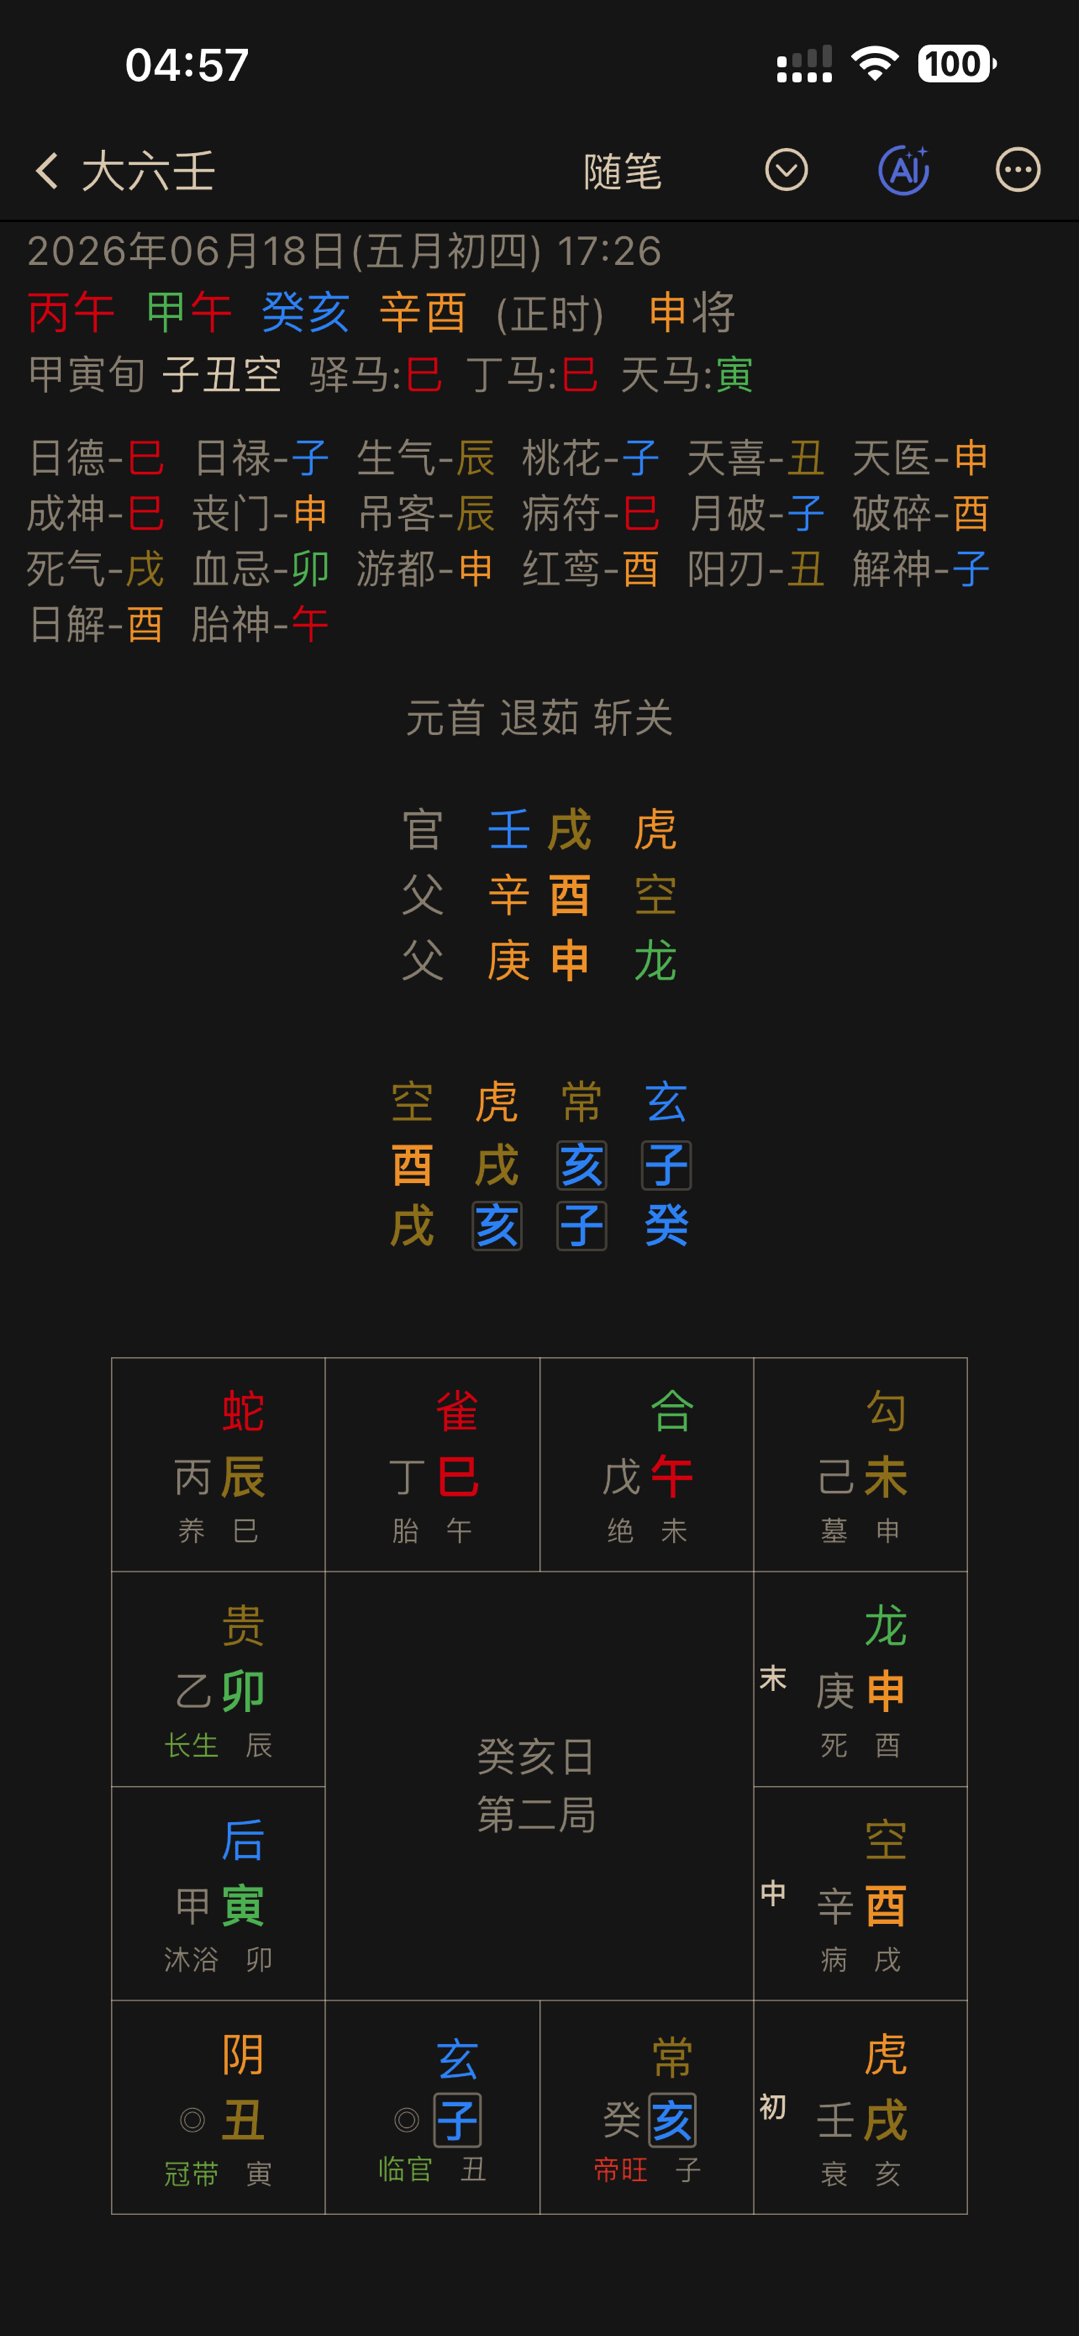 04:57 100
大六壬 随笔 AI
2026年06月18日(五月初四) 17:26
丙午 甲午 癸亥 辛酉 (正时) 申将
甲寅旬 子丑空 驿马:巳 丁马:巳 天马:寅
日德-巳 日禄-子 生气-辰 桃花-子 天喜-丑 天医-申
成神-巳 丧门-申 吊客-辰 病符-巳 月破-子 破碎-酉
死气-戌 血忌-卯 游都-申 红鸾-酉 阳刃-丑 解神-子
日解-酉 胎神-午
元首 退茹 斩关
官 壬戌 虎
父 辛酉 空
父 庚申 龙
空 虎 常 玄
酉 戌 亥 子
戌 亥 子 癸
蛇 雀 合 勾
丙辰 丁巳 戊午 己未
养 巳 胎 午 绝 未 墓 申
贵 龙
乙卯 末 庚申
长生 辰 死 酉
癸亥日
第二局
后 空
甲寅 中 辛酉
沐浴 卯 病 戌
阴 玄 常 虎
◎丑 ◎子 癸亥 初 壬戌
冠带 寅 临官 丑 帝旺 子 衰 亥